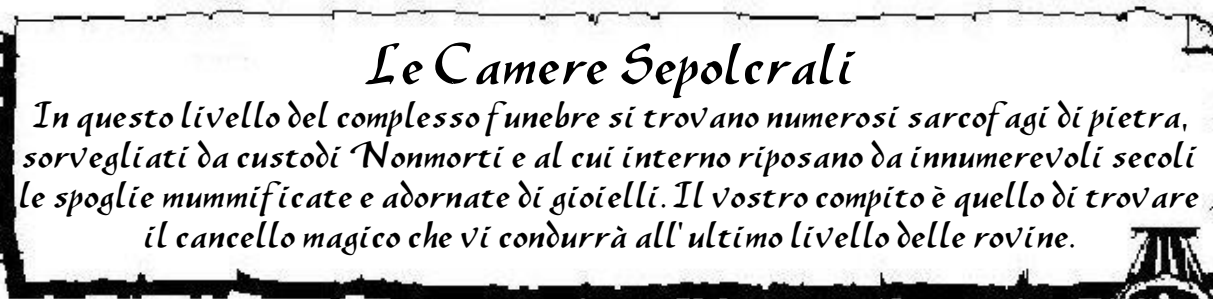 Le Camere Sepolcrali
In questo livello del complesso funebre si trovano numerosi sarcofagi di pietra,
sorvegliati da custodi Nonmorti e al cui interno riposano da innumerevoli secoli
le spoglie mummificate e adornate di gioielli. Il vostro compito è quello di trovare
il cancello magico che vi condurrà all'ultimo livello delle rovine.